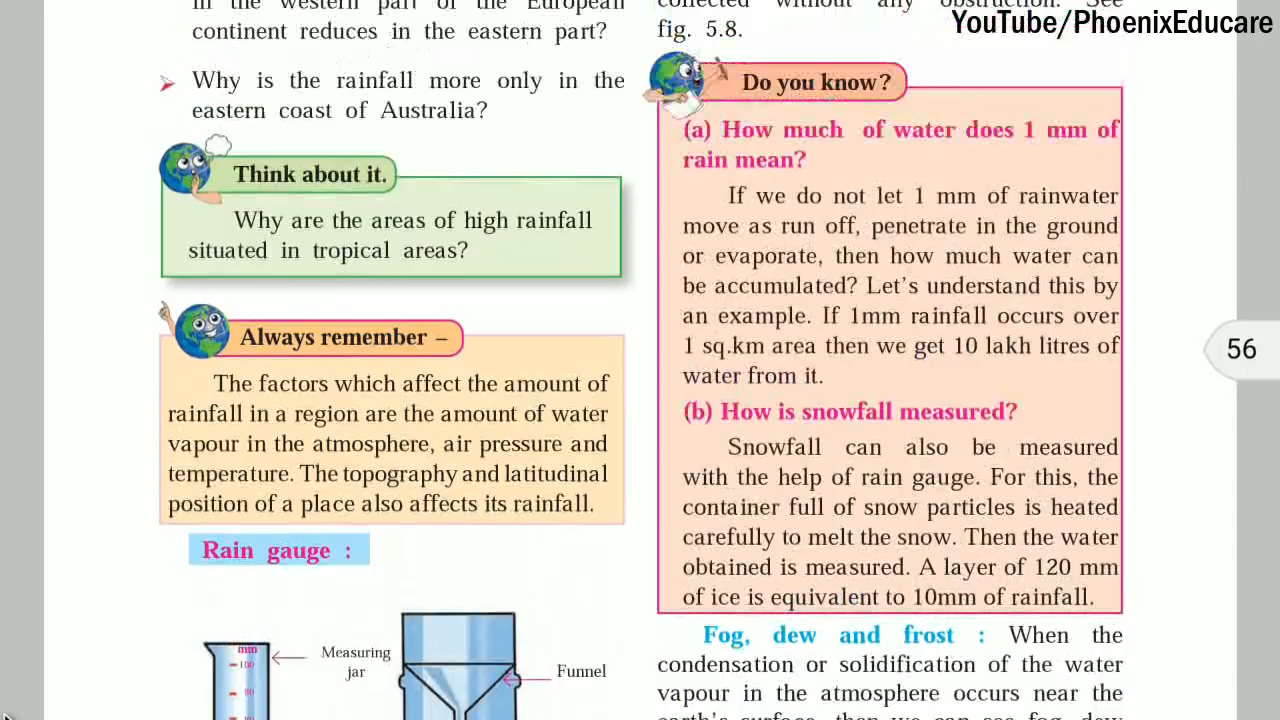 in the western part of the European
continent reduces in the eastern part?
➢ Why is the rainfall more only in the
eastern coast of Australia?
Think about it.
Why are the areas of high rainfall
situated in tropical areas?
Always remember –
The factors which affect the amount of
rainfall in a region are the amount of water
vapour in the atmosphere, air pressure and
temperature. The topography and latitudinal
position of a place also affects its rainfall.
Rain gauge :
mm
100
80
Measuring
jar
Funnel
collected without any obstruction. See
fig. 5.8.
Do you know?
(a) How much of water does 1 mm of
rain mean?
If we do not let 1 mm of rainwater
move as run off, penetrate in the ground
or evaporate, then how much water can
be accumulated? Let's understand this by
an example. If 1mm rainfall occurs over
1 sq.km area then we get 10 lakh litres of
water from it.
(b) How is snowfall measured?
Snowfall can also be measured
with the help of rain gauge. For this, the
container full of snow particles is heated
carefully to melt the snow. Then the water
obtained is measured. A layer of 120 mm
of ice is equivalent to 10mm of rainfall.
Fog, dew and frost : When the
condensation or solidification of the water
vapour in the atmosphere occurs near the
earth's surface, then we can see fog, dew
YouTube/PhoenixEducare
56